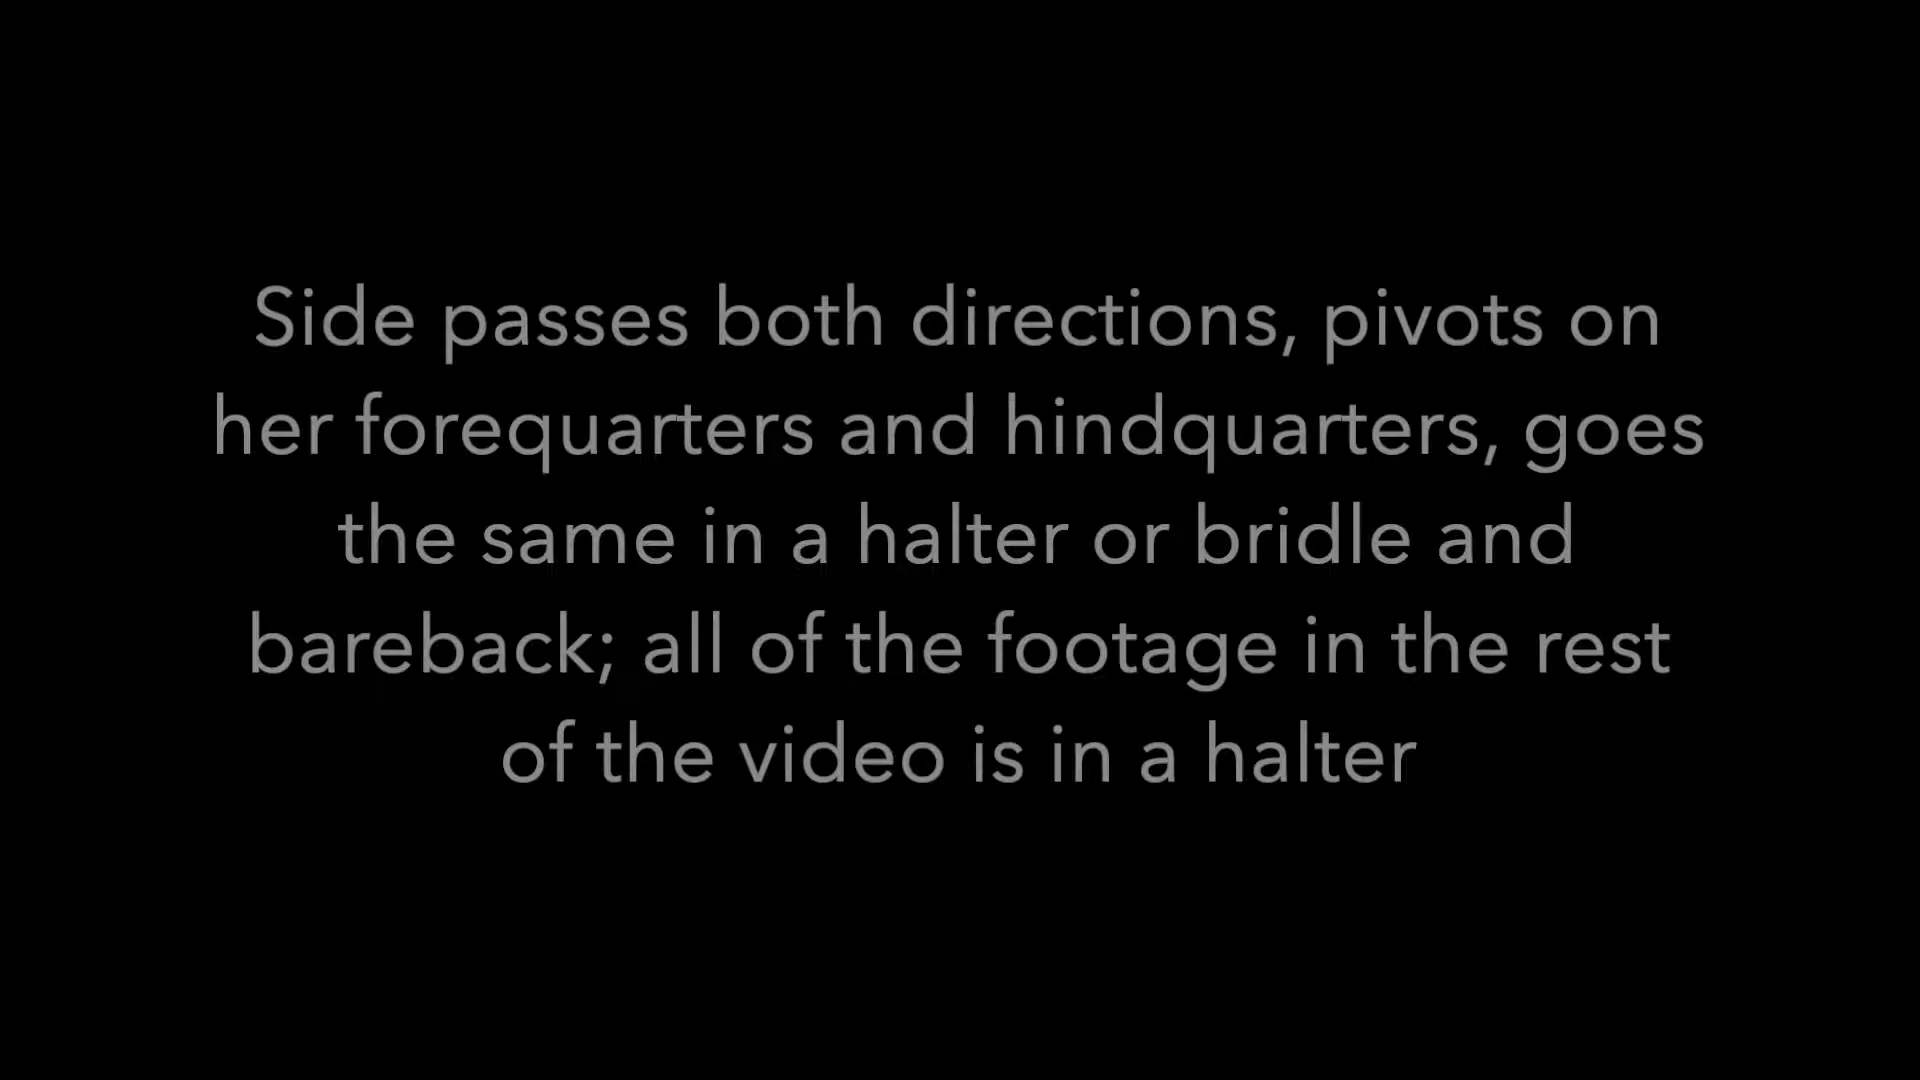 Side passes both directions, pivots on
her forequarters and hindquarters, goes
the same in a halter or bridle and
bareback; all of the footage in the rest
of the video is in a halter